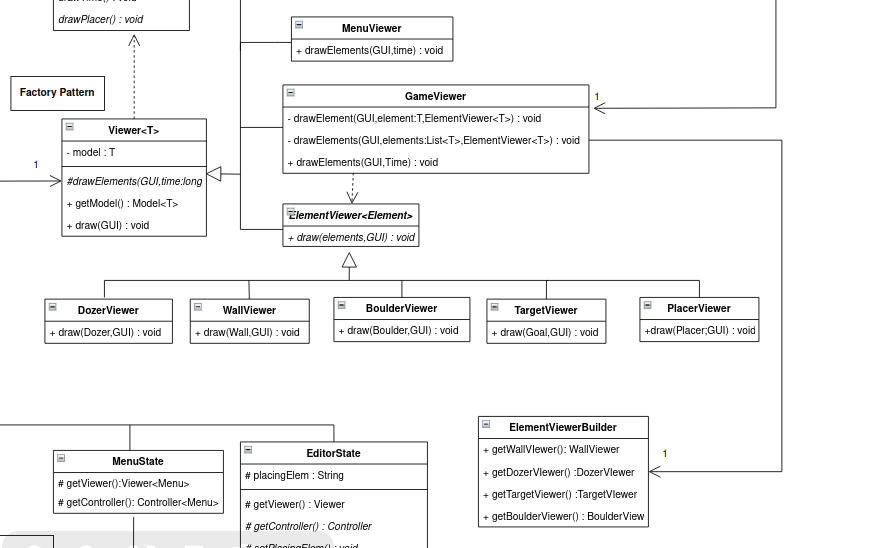 drawPlacer() : void
MenuViewer
+ drawElements(GUI,time) : void
Factory Pattern
GameViewer
- drawElement(GUI,element:T,ElementViewer<T>) : void
- drawElements(GUI,elements:List<T>,ElementViewer<T>) : void
+ drawElements(GUI,Time) : void
1
Viewer<T>
- model : T
#drawElements(GUI,time:long
+ getModel() : Model<T>
+ draw(GUI) : void
1
ElementViewer<Element>
+ draw(elements,GUI) : void
DozerViewer
+ draw(Dozer,GUI) : void
WallViewer
+ draw(Wall,GUI) : void
BoulderViewer
+ draw(Boulder,GUI) : void
TargetViewer
+ draw(Goal,GUI) : void
PlacerViewer
+draw(Placer;GUI) : void
ElementViewerBuilder
+ getWallVIewer(): WallViewer
+ getDozerVIewer() :DozerVIewer
+ getTargetViewer() :TargetVIewer
+ getBoulderViewer() : BoulderView
1
MenuState
# getViewer():Viewer<Menu>
# getController(): Controller<Menu>
EditorState
# placingElem : String
# getViewer() : Viewer
# getController() : Controller
# setPlacingElem() : void